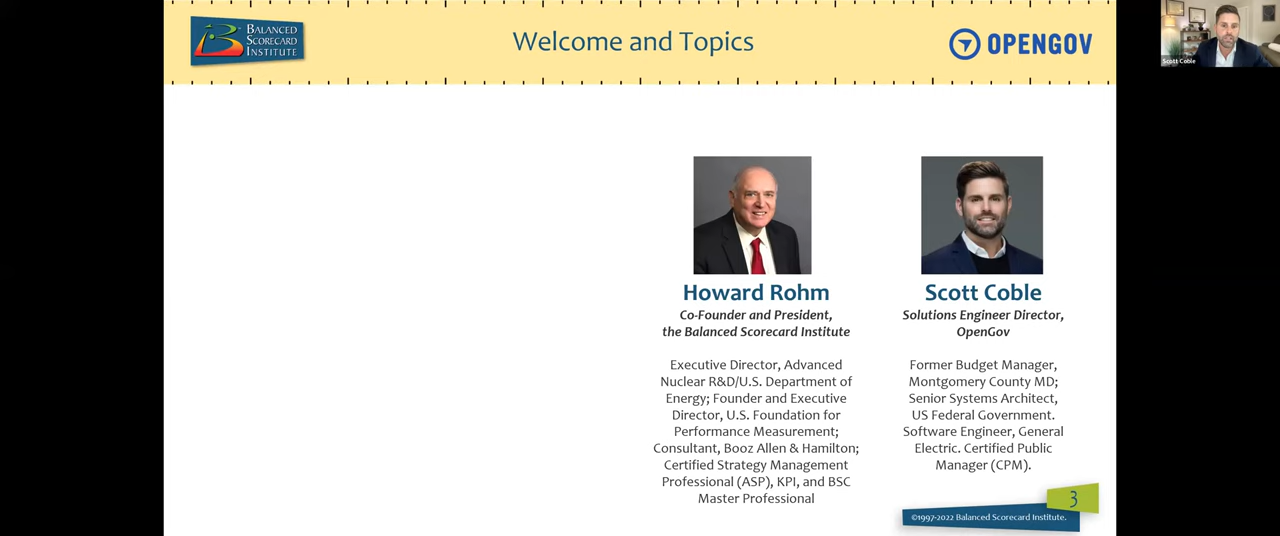 BALANCED
SCORECARD
INSTITUTE
Welcome and Topics
OPENGOV
Scott Coble
Howard Rohm
Co-Founder and President,
the Balanced Scorecard Institute
Executive Director, Advanced
Nuclear R&D/U.S. Department of
Energy; Founder and Executive
Director, U.S. Foundation for
Performance Measurement;
Consultant, Booz Allen & Hamilton;
Certified Strategy Management
Professional (ASP), KPI, and BSC
Master Professional
Scott Coble
Solutions Engineer Director,
OpenGov
Former Budget Manager,
Montgomery County MD;
Senior Systems Architect,
US Federal Government.
Software Engineer, General
Electric. Certified Public
Manager (CPM).
3
©1997-2022 Balanced Scorecard Institute.